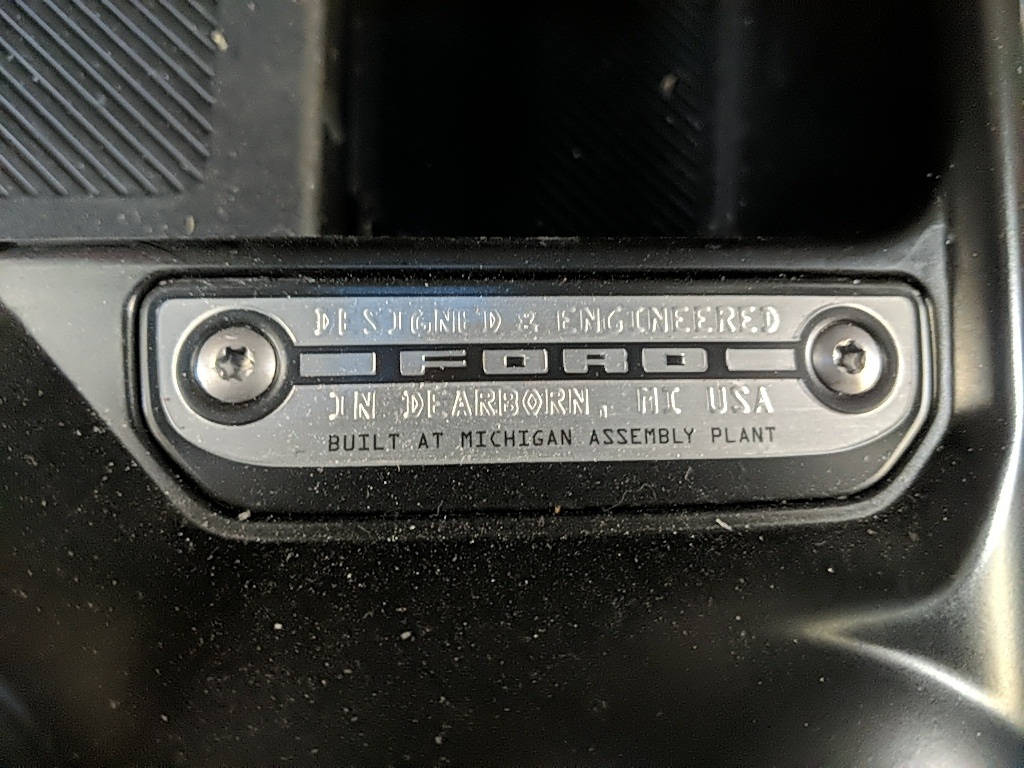 DESIGNED & ENGINEERED
FORD
IN DEARBORN, MI USA
BUILT AT MICHIGAN ASSEMBLY PLANT